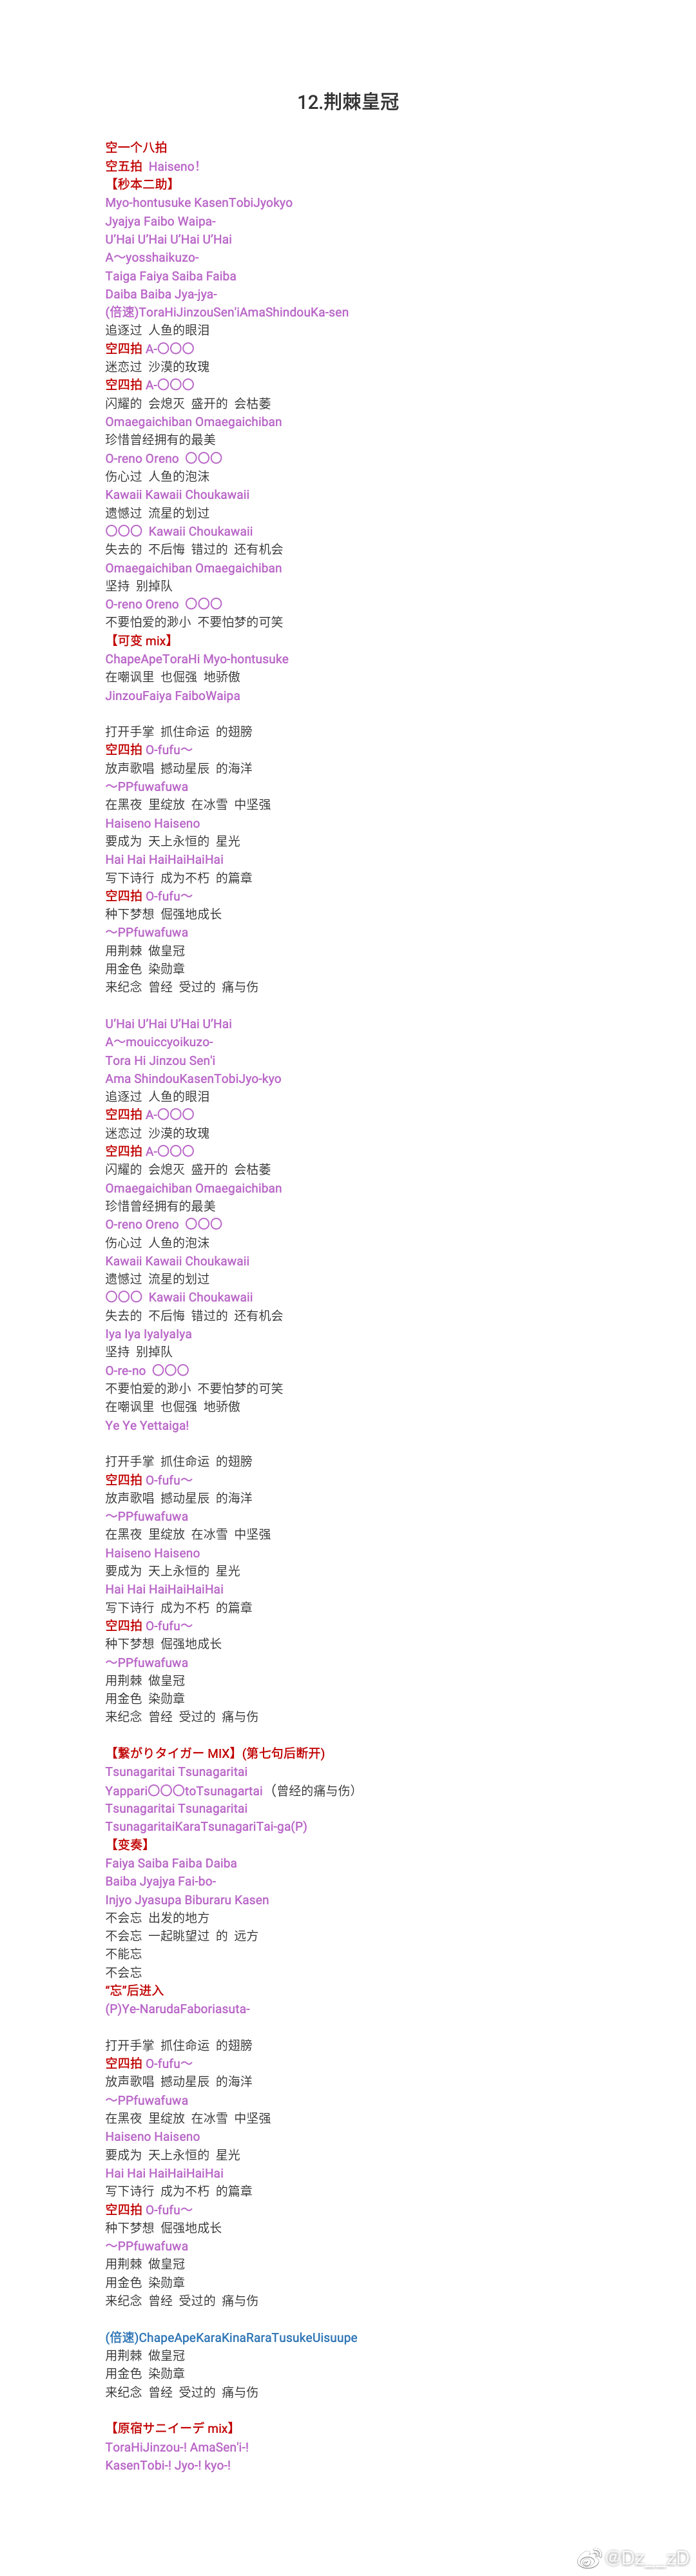 12.荆棘皇冠
空一个八拍
空五拍 Haiseno！
【秒本二助】
Myo-hontusuke KasenTobiJyokyo
Jyajya Faibo Waipa-
U'Hai U'Hai U'Hai U'Hai
A～yosshaikuzo-
Taiga Faiya Saiba Faiba
Daiba Baiba Jya-jya-
(倍速)ToraHiJinzouSen'iAmaShindouKa-sen
追逐过 人鱼的眼泪
空四拍 A-〇〇〇
迷恋过 沙漠的玫瑰
空四拍 A-〇〇〇
闪耀的 会熄灭 盛开的 会枯萎
Omaegaichiban Omaegaichiban
珍惜曾经拥有的最美
O-reno Oreno 〇〇〇
伤心过 人鱼的泡沫
Kawaii Kawaii Choukawaii
遗憾过 流星的划过
〇〇〇 Kawaii Choukawaii
失去的 不后悔 错过的 还有机会
Omaegaichiban Omaegaichiban
坚持 别掉队
O-reno Oreno 〇〇〇
不要怕爱的渺小 不要怕梦的可笑
【可变 mix】
ChapeApeToraHi Myo-hontusuke
在嘲讽里 也倔强 地骄傲
JinzouFaiya FaiboWaipa
打开手掌 抓住命运 的翅膀
空四拍 O-fufu～
放声歌唱 撼动星辰 的海洋
～PPfuwafuwa
在黑夜 里绽放 在冰雪 中坚强
Haiseno Haiseno
要成为 天上永恒的 星光
Hai Hai HaiHaiHaiHai
写下诗行 成为不朽 的篇章
空四拍 O-fufu～
种下梦想 倔强地成长
～PPfuwafuwa
用荆棘 做皇冠
用金色 染勋章
来纪念 曾经 受过的 痛与伤
U'Hai U'Hai U'Hai U'Hai
A～mouiccyoikuzo-
Tora Hi Jinzou Sen'i
Ama ShindouKasenTobiJyo-kyo
追逐过 人鱼的眼泪
空四拍 A-〇〇〇
迷恋过 沙漠的玫瑰
空四拍 A-〇〇〇
闪耀的 会熄灭 盛开的 会枯萎
Omaegaichiban Omaegaichiban
珍惜曾经拥有的最美
O-reno Oreno 〇〇〇
伤心过 人鱼的泡沫
Kawaii Kawaii Choukawaii
遗憾过 流星的划过
〇〇〇 Kawaii Choukawaii
失去的 不后悔 错过的 还有机会
Iya Iya IyaIyaIya
坚持 别掉队
O-re-no 〇〇〇
不要怕爱的渺小 不要怕梦的可笑
在嘲讽里 也倔强 地骄傲
Ye Ye Yettaiga!
打开手掌 抓住命运 的翅膀
空四拍 O-fufu～
放声歌唱 撼动星辰 的海洋
～PPfuwafuwa
在黑夜 里绽放 在冰雪 中坚强
Haiseno Haiseno
要成为 天上永恒的 星光
Hai Hai HaiHaiHaiHai
写下诗行 成为不朽 的篇章
空四拍 O-fufu～
种下梦想 倔强地成长
～PPfuwafuwa
用荆棘 做皇冠
用金色 染勋章
来纪念 曾经 受过的 痛与伤
【繋がりタイガー MIX】(第七句后断开)
Tsunagaritai Tsunagaritai
Yappari〇〇〇toTsunagartai（曾经的痛与伤）
Tsunagaritai Tsunagaritai
TsunagaritaiKaraTsunagariTai-ga(P)
【变奏】
Faiya Saiba Faiba Daiba
Baiba Jyajya Fai-bo-
Injyo Jyasupa Biburaru Kasen
不会忘 出发的地方
不会忘 一起眺望过 的 远方
不能忘
不会忘
“忘”后进入
(P)Ye-NarudaFaboriasuta-
打开手掌 抓住命运 的翅膀
空四拍 O-fufu～
放声歌唱 撼动星辰 的海洋
～PPfuwafuwa
在黑夜 里绽放 在冰雪 中坚强
Haiseno Haiseno
要成为 天上永恒的 星光
Hai Hai HaiHaiHaiHai
写下诗行 成为不朽 的篇章
空四拍 O-fufu～
种下梦想 倔强地成长
～PPfuwafuwa
用荆棘 做皇冠
用金色 染勋章
来纪念 曾经 受过的 痛与伤
(倍速)ChapeApeKaraKinaRaraTusukeUisuupe
用荆棘 做皇冠
用金色 染勋章
来纪念 曾经 受过的 痛与伤
【原宿サニイーデ mix】
ToraHiJinzou-! AmaSen'i-!
KasenTobi-! Jyo-! kyo-!
@Dz__zD